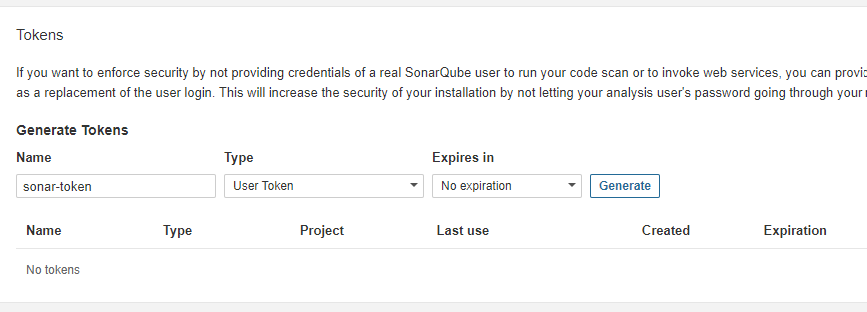 Tokens
If you want to enforce security by not providing credentials of a real SonarQube user to run your code scan or to invoke web services, you can
as a replacement of the user login. This will increase the security of your installation by not letting your analysis user's password going through your
Generate Tokens
Name Type Expires in
sonar-token User Token No expiration Generate
Name Type Project Last use Created Expiration
No tokens